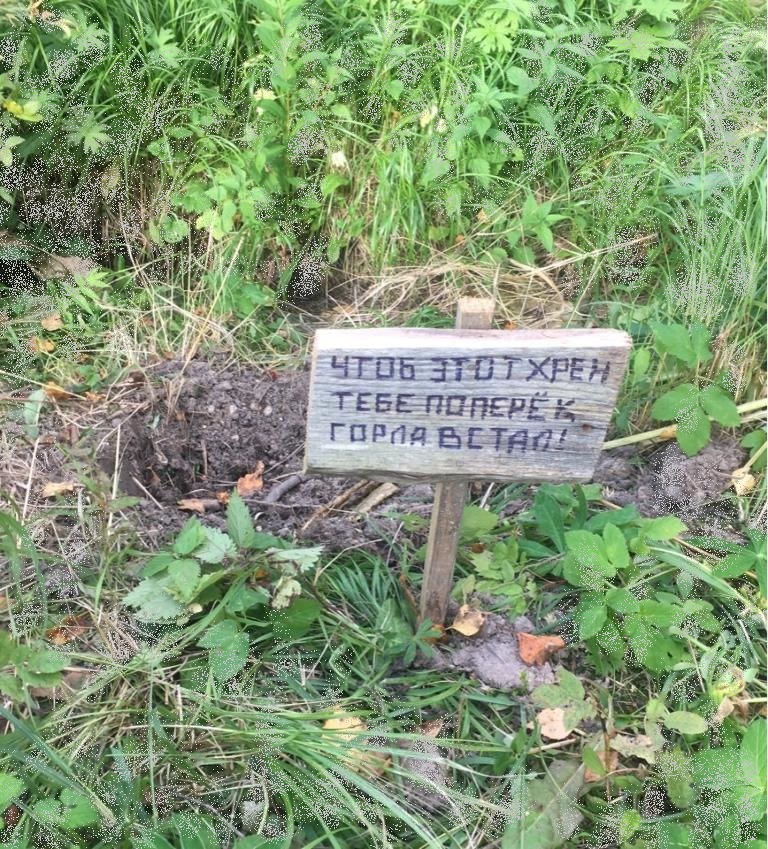 ЧТОБ ЭТОТ ХРЕН
ТЕБЕ ПОПЕРЁК
ГОРЛА ВСТАЛ!